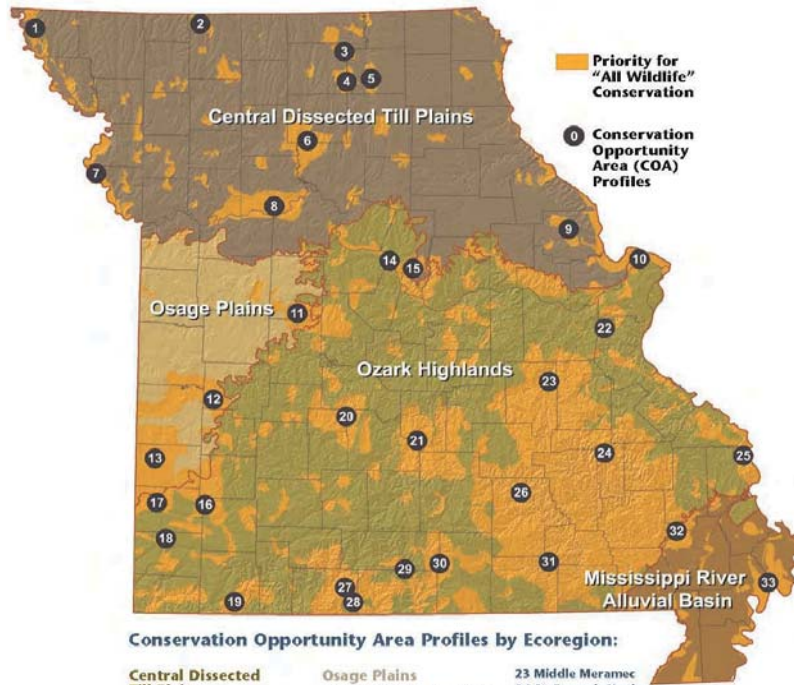 1
2
3
4
5
Priority for
"All Wildlife"
Conservation
Central Dissected Till Plains
6
0 Conservation
Opportunity
Area (COA)
Profiles
7
8
9
10
14
15
Osage Plains
11
22
Ozark Highlands
23
12
20
21
13
24
25
26
17
16
18
32
29
30
31
27
28
19
Mississippi River
Alluvial Basin
33
Conservation Opportunity Area Profiles by Ecoregion:
Central Dissected
Osage Plains
23 Middle Meramec